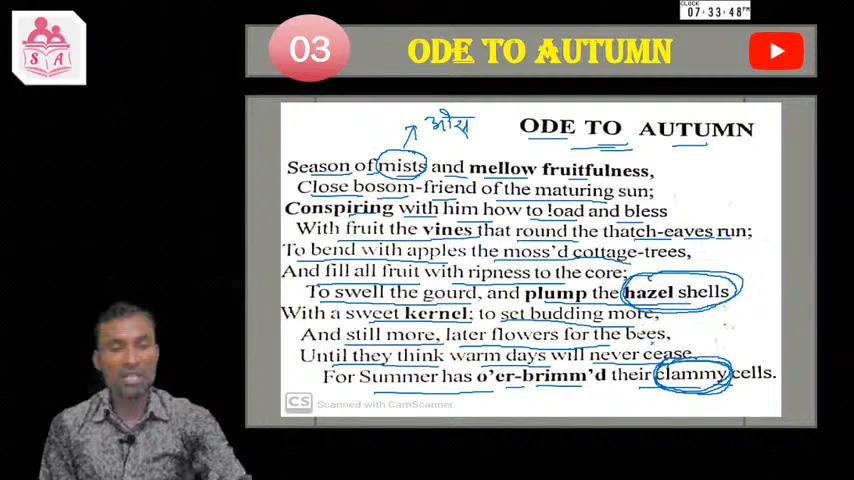 CLOCK
07:33:48PM
S A
03
ODE TO AUTUMN
औस
ODE TO AUTUMN
Season of mists and mellow fruitfulness,
Close bosom-friend of the maturing sun;
Conspiring with him how to load and bless
With fruit the vines that round the thatch-eaves run;
To bend with apples the moss'd cottage-trees,
And fill all fruit with ripness to the core;
To swell the gourd, and plump the hazel shells
With a sweet kernel; to set budding more,
And still more, later flowers for the bees,
Until they think warm days will never cease,
For Summer has o'er-brimm'd their clammy cells.
CS Scanned with CamScanner